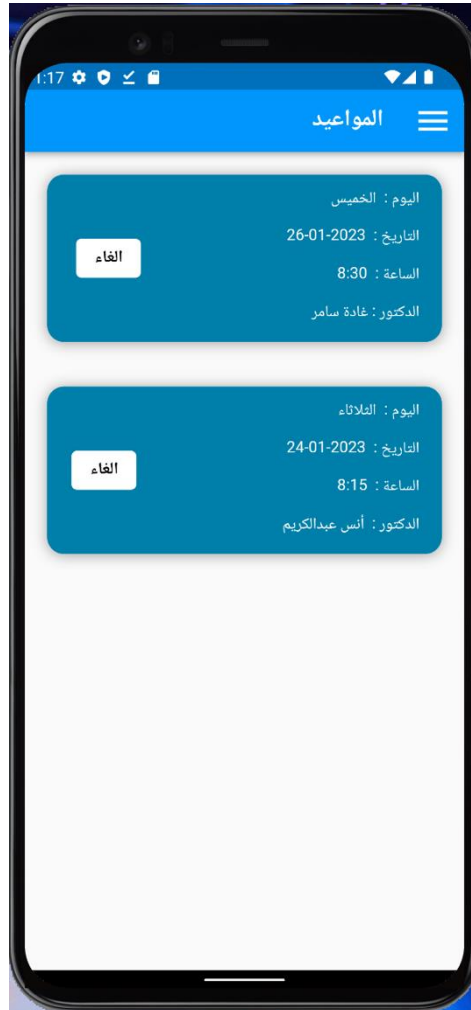 1:17
المواعيد
اليوم : الخميس
التاريخ : 26-01-2023
الساعة : 8:30
الدكتور : غادة سامر
الغاء
اليوم : الثلاثاء
التاريخ : 24-01-2023
الساعة : 8:15
الدكتور : أنس عبدالكريم
الغاء